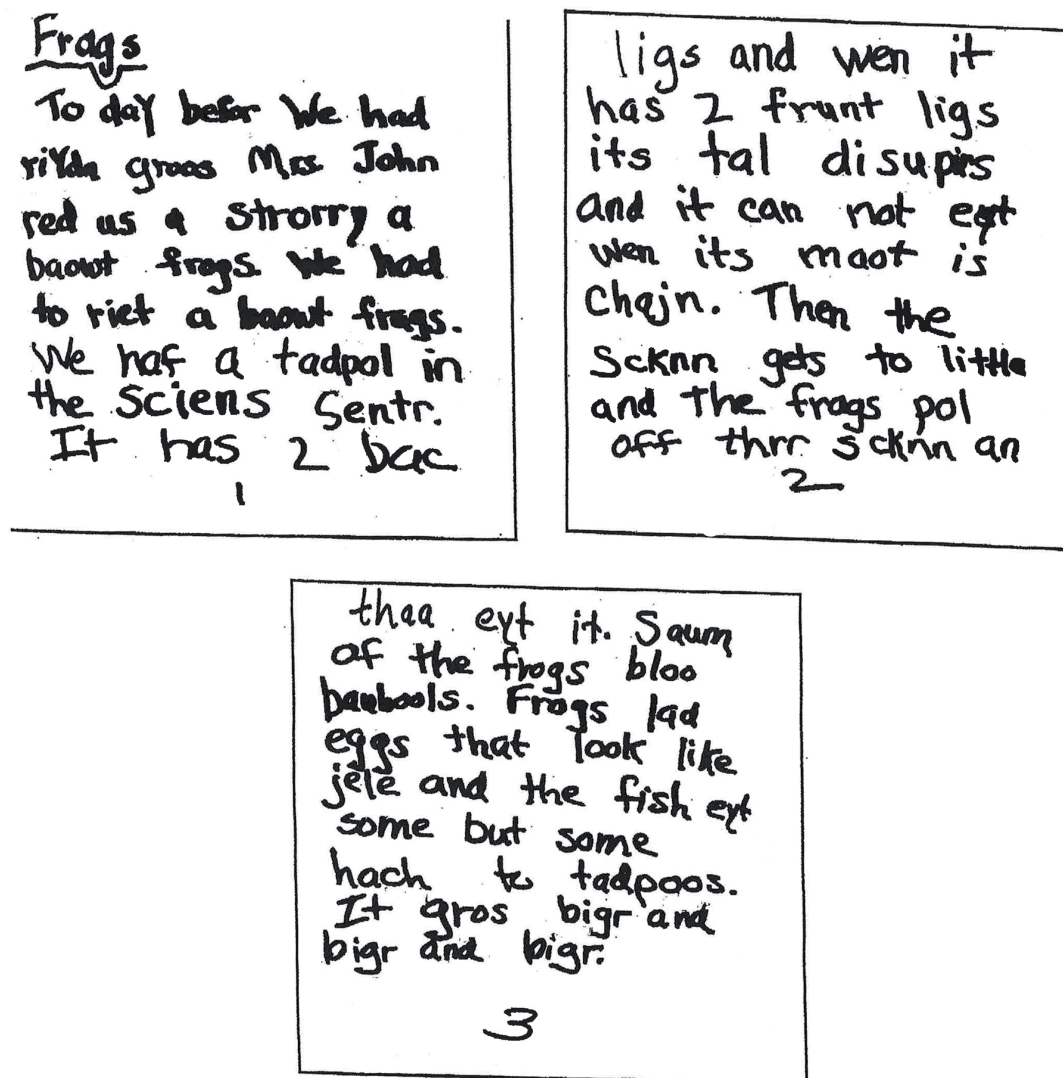 Frags
To day befor We had
riYdn groos Mrs. John
red us a strorry a
baowt frogs. We had
to riet a baowt frags.
We haf a tadpol in
the sciens Sentr.
It has 2 bac
1
ligs and wen it
has 2 frunt ligs
its tal disupirs
and it can not eyt
wen its maot is
Chajn. Then the
Scknn gets to little
and The frogs pol
off thrr scknn an
2
thaa eyt it. Saum
of the frogs bloo
baubools. Frogs lad
eggs that look like
jele and the fish eyt
some but some
hach to tadpoos.
It gros bigr and
bigr and bigr.
3